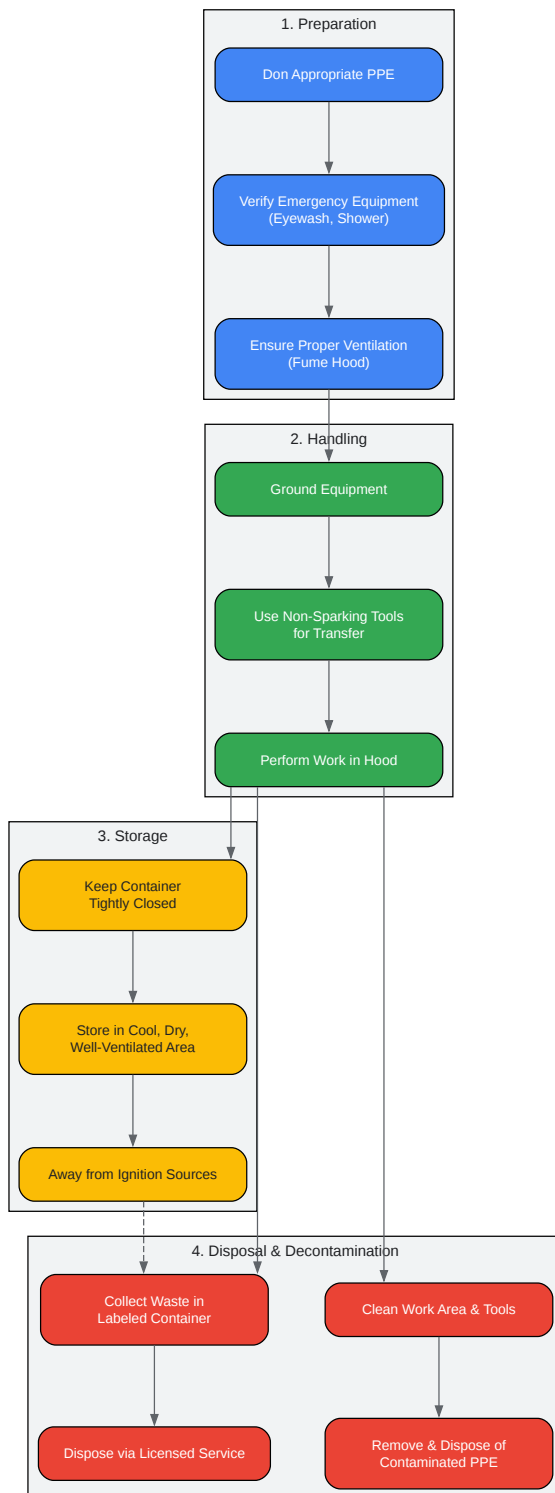 1. Preparation
Don Appropriate PPE
Verify Emergency Equipment
(Eyewash, Shower)
Ensure Proper Ventilation
(Fume Hood)
2. Handling
Ground Equipment
Use Non-Sparking Tools
for Transfer
Perform Work in Hood
3. Storage
Keep Container
Tightly Closed
Store in Cool, Dry,
Well-Ventilated Area
Away from Ignition Sources
4. Disposal & Decontamination
Collect Waste in
Labeled Container
Clean Work Area & Tools
Dispose via Licensed Service
Remove & Dispose of
Contaminated PPE